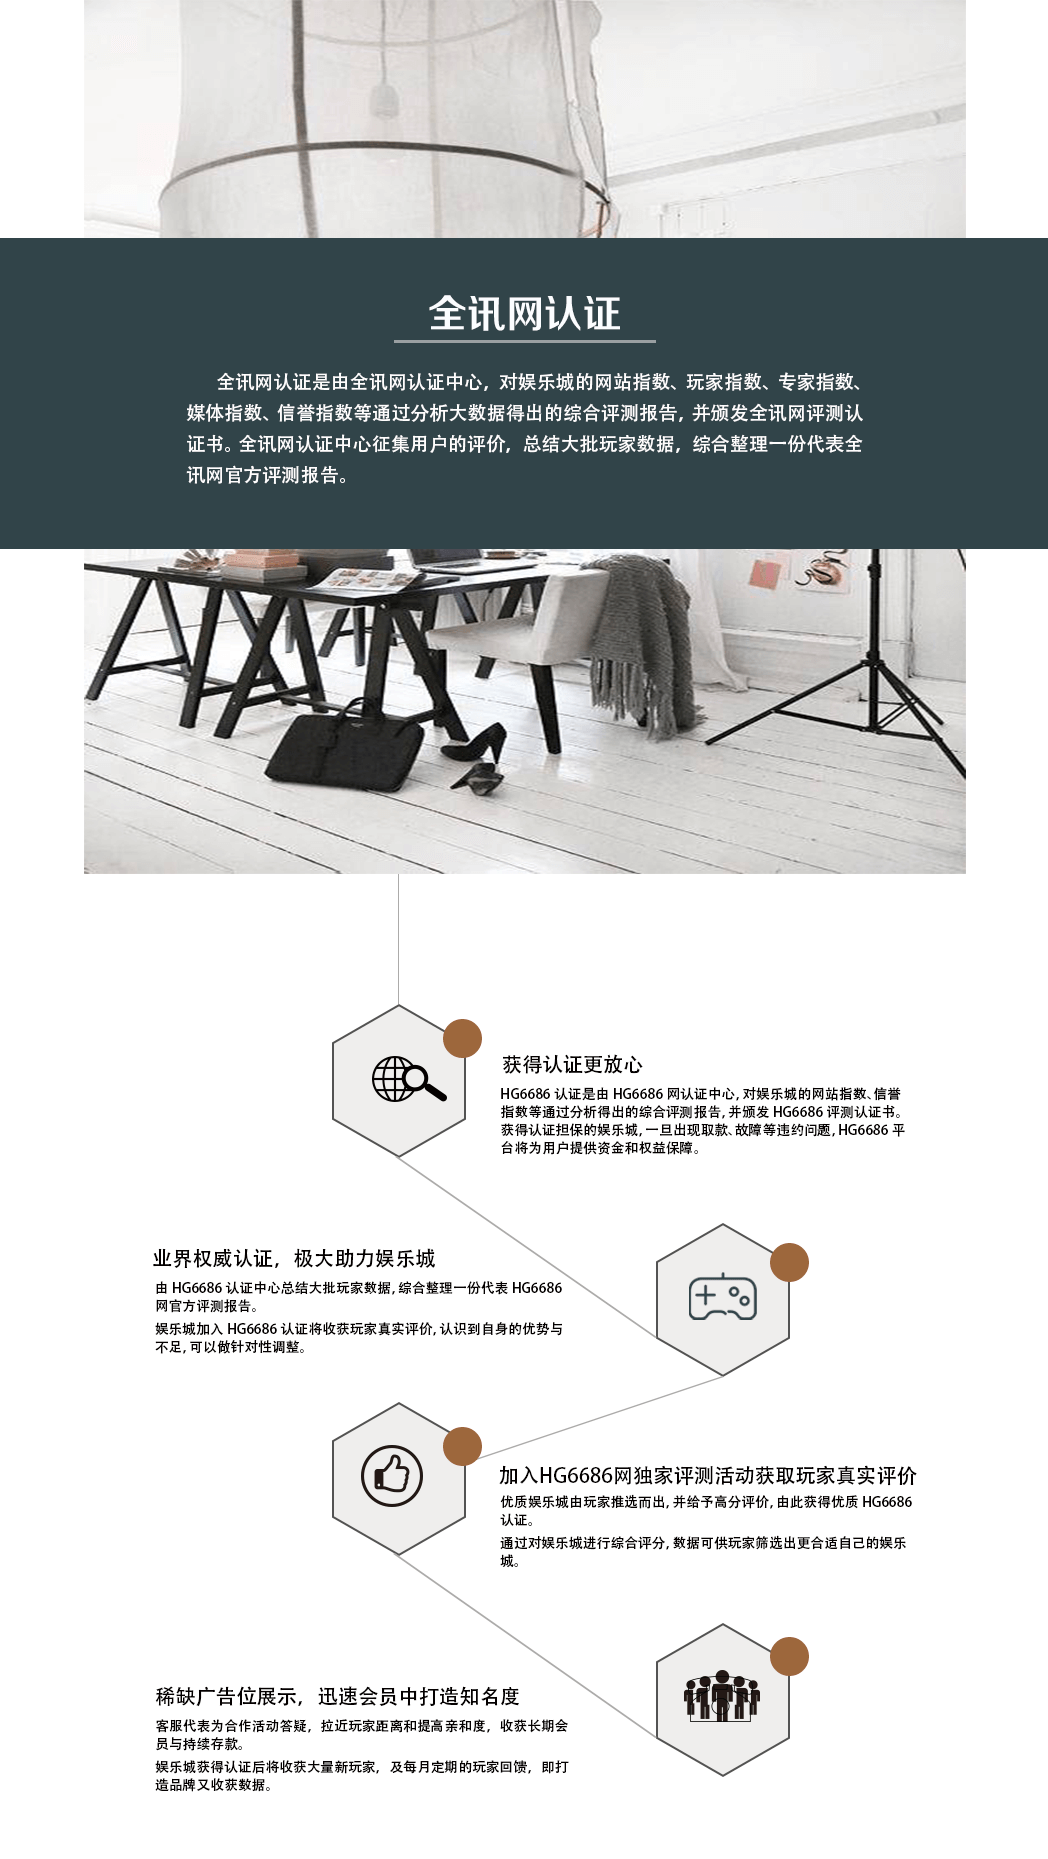 全讯网认证
全讯网认证是由全讯网认证中心，对娱乐城的网站指数、玩家指数、专家指数、
媒体指数、信誉指数等通过分析大数据得出的综合评测报告，并颁发全讯网评测认
证书。全讯网认证中心征集用户的评价，总结大批玩家数据，综合整理一份代表全
讯网官方评测报告。
获得认证更放心
HG6686 认证是由 HG6686 网认证中心，对娱乐城的网站指数、信誉
指数等通过分析得出的综合评测报告，并颁发 HG6686 评测认证书。
获得认证担保的娱乐城，一旦出现取款、故障等违约问题，HG6686 平
台将为用户提供资金和权益保障。
业界权威认证，极大助力娱乐城
由 HG6686 认证中心总结大批玩家数据，综合整理一份代表 HG6686
网官方评测报告。
娱乐城加入 HG6686 认证将收获玩家真实评价，认识到自身的优势与
不足，可以做针对性调整。
加入HG6686网独家评测活动获取玩家真实评价
优质娱乐城由玩家推选而出，并给予高分评价，由此获得优质 HG6686
认证。
通过对娱乐城进行综合评分，数据可供玩家筛选出更合适自己的娱乐
城。
稀缺广告位展示，迅速会员中打造知名度
客服代表为合作活动答疑，拉近玩家距离和提高亲和度，收获长期会
员与持续存款。
娱乐城获得认证后将收获大量新玩家，及每月定期的玩家回馈，即打
造品牌又收获数据。